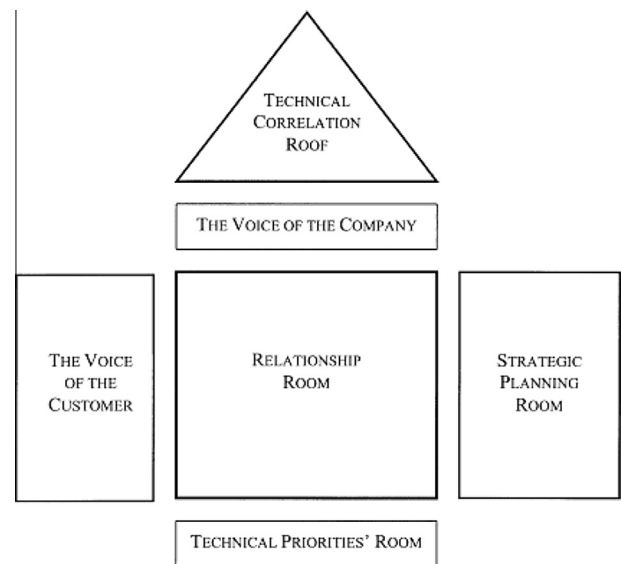 TECHNICAL
CORRELATION
ROOF
THE VOICE OF THE COMPANY
THE VOICE
OF THE
CUSTOMER
RELATIONSHIP
ROOM
STRATEGIC
PLANNING
ROOM
TECHNICAL PRIORITIES' ROOM